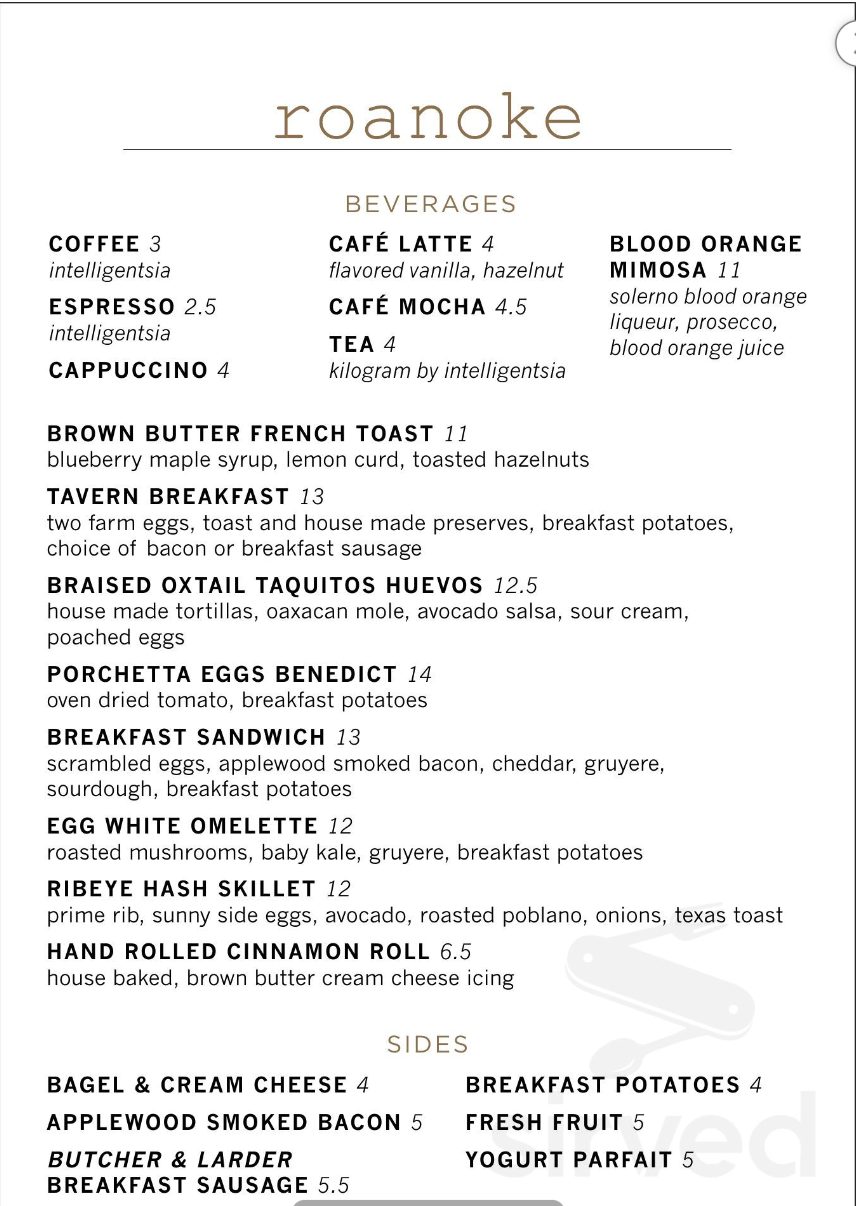 roanoke
BEVERAGES
COFFEE 3
intelligentsia
ESPRESSO 2.5
intelligentsia
CAPPUCCINO 4
CAFÉ LATTE 4
flavored vanilla, hazelnut
CAFÉ MOCHA 4.5
TEA 4
kilogram by intelligentsia
BLOOD ORANGE
MIMOSA 11
solerno blood orange
liqueur, prosecco,
blood orange juice
BROWN BUTTER FRENCH TOAST 11
blueberry maple syrup, lemon curd, toasted hazelnuts
TAVERN BREAKFAST 13
two farm eggs, toast and house made preserves, breakfast potatoes,
choice of bacon or breakfast sausage
BRAISED OXTAIL TAQUITOS HUEVOS 12.5
house made tortillas, oaxacan mole, avocado salsa, sour cream,
poached eggs
PORCHETTA EGGS BENEDICT 14
oven dried tomato, breakfast potatoes
BREAKFAST SANDWICH 13
scrambled eggs, applewood smoked bacon, cheddar, gruyere,
sourdough, breakfast potatoes
EGG WHITE OMELETTE 12
roasted mushrooms, baby kale, gruyere, breakfast potatoes
RIBEYE HASH SKILLET 12
prime rib, sunny side eggs, avocado, roasted poblano, onions, texas toast
HAND ROLLED CINNAMON ROLL 6.5
house baked, brown butter cream cheese icing
SIDES
BAGEL & CREAM CHEESE 4
APPLEWOOD SMOKED BACON 5
BUTCHER & LARDER
BREAKFAST SAUSAGE 5.5
BREAKFAST POTATOES 4
FRESH FRUIT 5
YOGURT PARFAIT 5
sirved